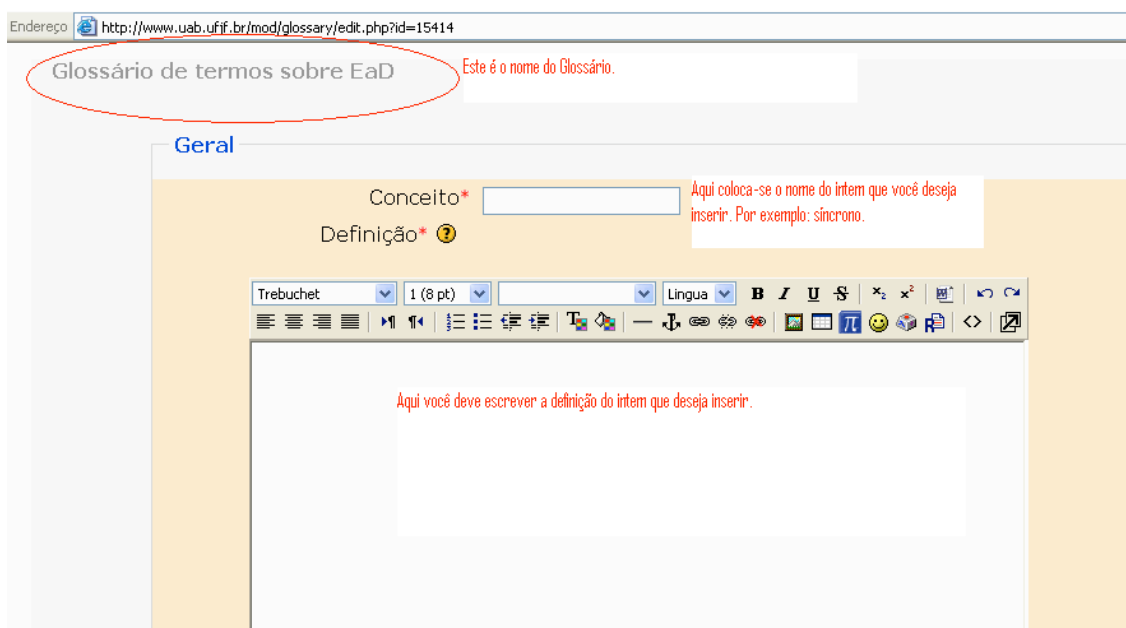 Endereço http://www.uab.ufjf.br/mod/glossary/edit.php?id=15414
Glossário de termos sobre EaD
Este é o nome do Glossário.
Geral
Conceito*
Aqui coloca-se o nome do intem que você deseja
inserir. Por exemplo: síncrono.
Definição* ?
Trebuchet 1 (8 pt) Lingua B I U S x₂ x²
Aqui você deve escrever a definição do intem que deseja inserir.